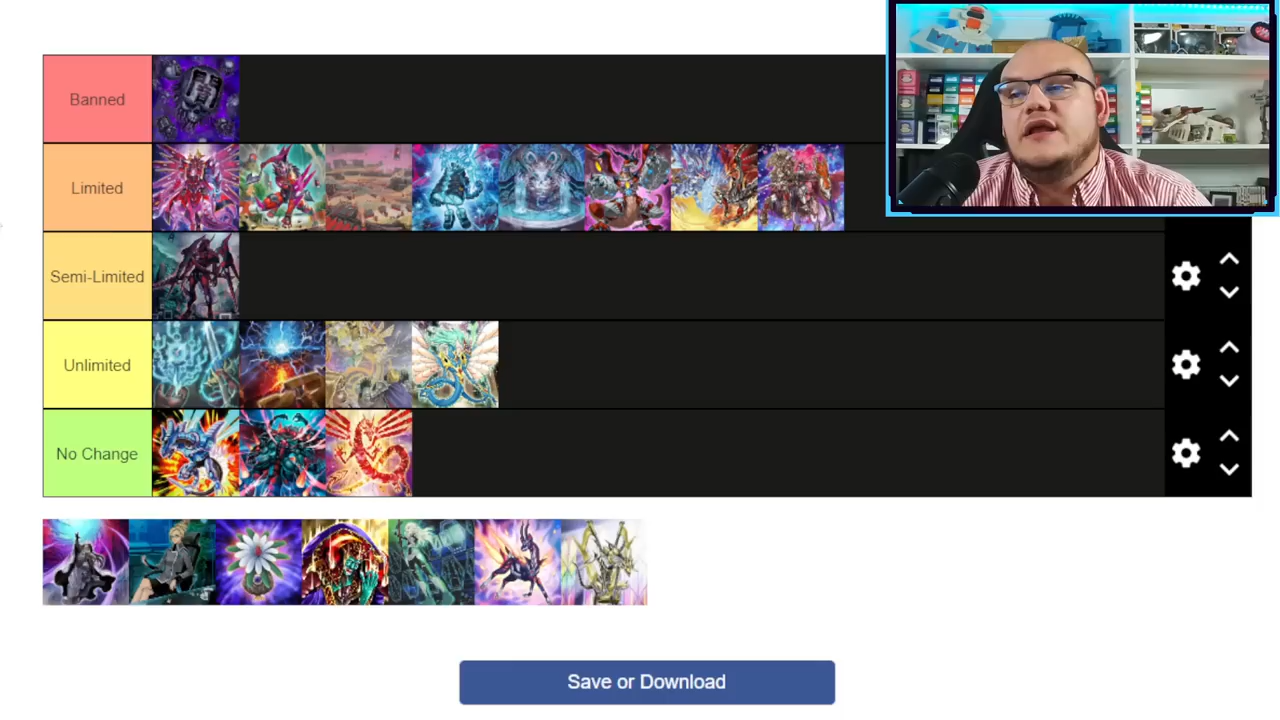 Banned
Limited
Semi-Limited
Unlimited
No Change
Save or Download